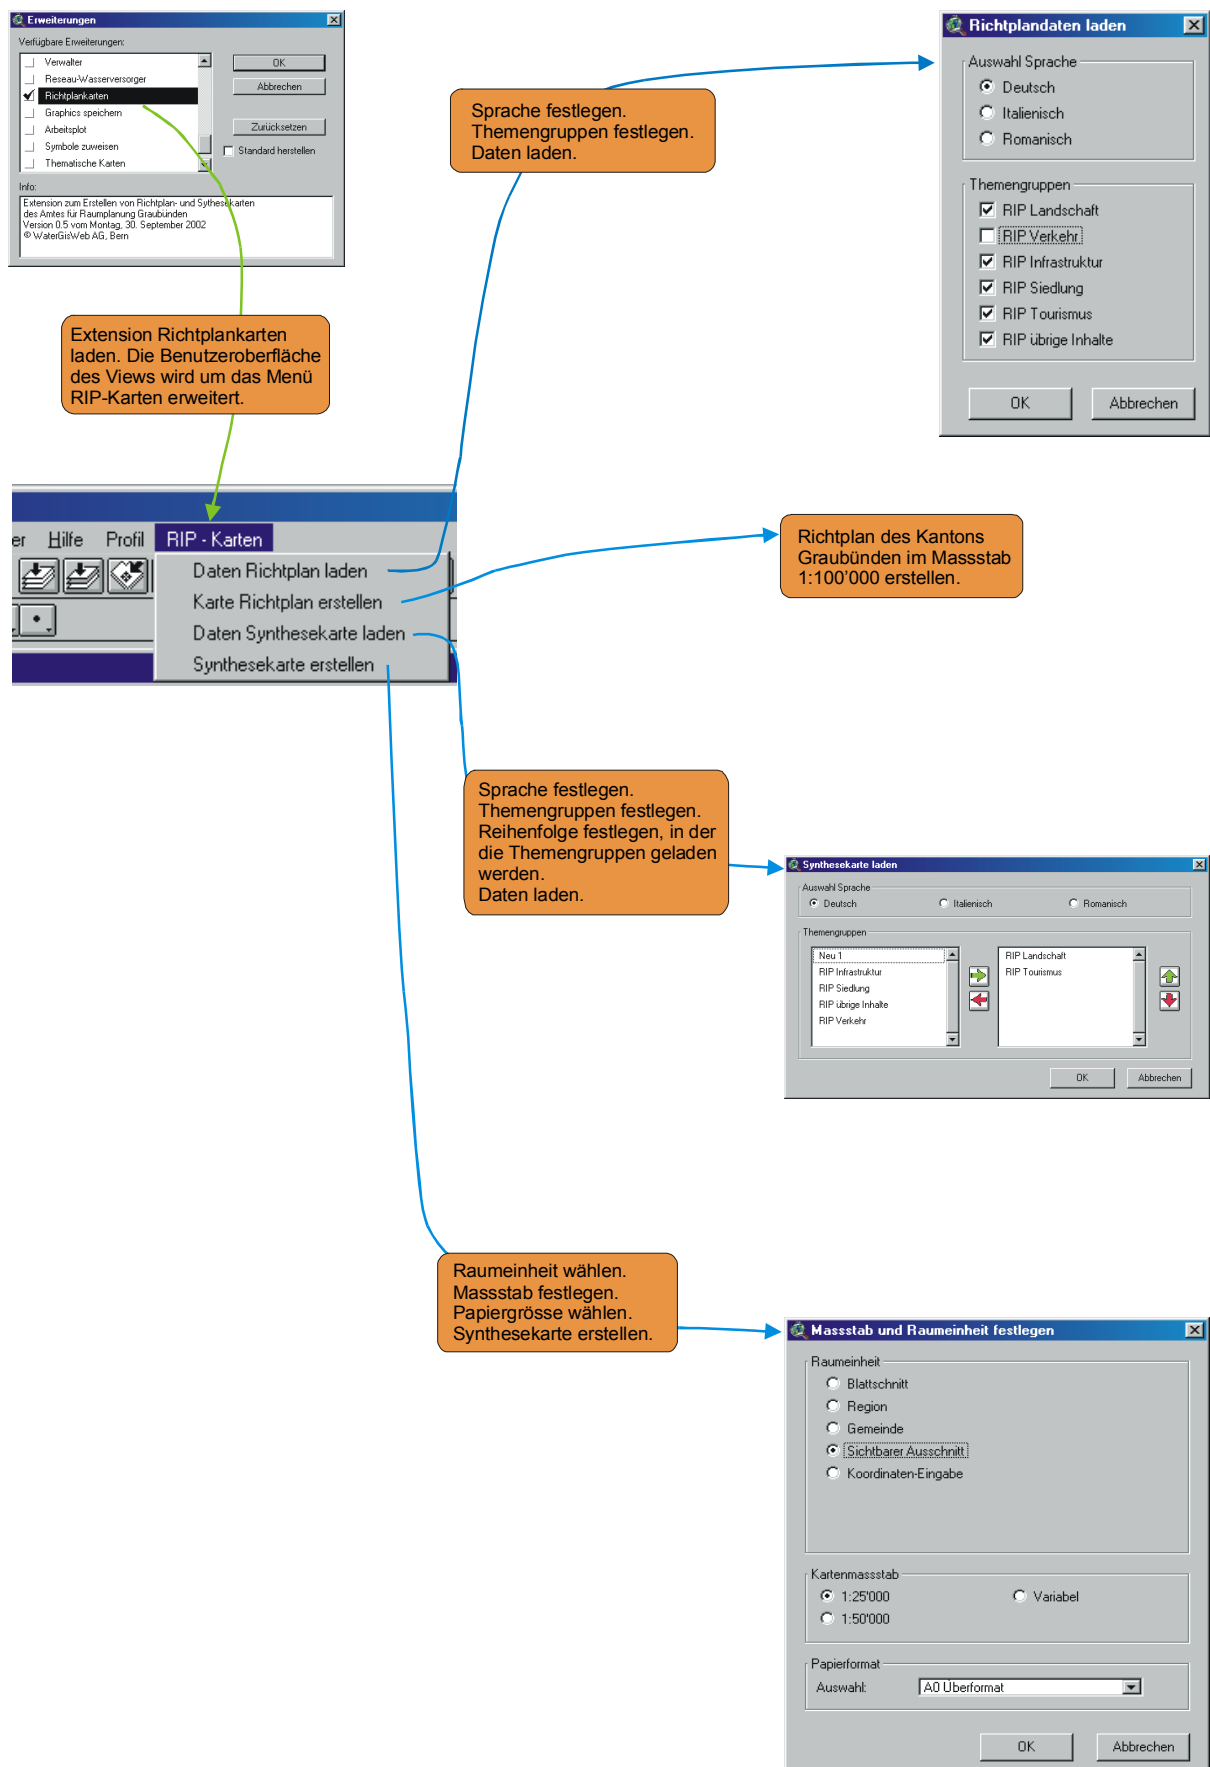 Erweiterungen
Verfügbare Erweiterungen:
Verwalter
Reseau-Wasserversorger
Richtplankarten
Graphics speichern
Arbeitsplot
Symbole zuweisen
Thematische Karten
OK
Abbrechen
Zurücksetzen
Standard herstellen
Info:
Extension zum Erstellen von Richtplan- und Sythesekarten
des Amtes für Raumplanung Graubünden
Version 0.5 vom Montag, 30. September 2002
© WaterGisWeb AG, Bern
Sprache festlegen.
Themengruppen festlegen.
Daten laden.
Richtplandaten laden
Auswahl Sprache
Deutsch
Italienisch
Romanisch
Themengruppen
RIP Landschaft
RIP Verkehr
RIP Infrastruktur
RIP Siedlung
RIP Tourismus
RIP übrige Inhalte
OK
Abbrechen
Extension Richtplankarten
laden. Die Benutzeroberfläche
des Views wird um das Menü
RIP-Karten erweitert.
er Hilfe Profil RIP - Karten
Daten Richtplan laden
Karte Richtplan erstellen
Daten Synthesekarte laden
Synthesekarte erstellen
Richtplan des Kantons
Graubünden im Massstab
1:100'000 erstellen.
Sprache festlegen.
Themengruppen festlegen.
Reihenfolge festlegen, in der
die Themengruppen geladen
werden.
Daten laden.
Synthesekarte laden
Auswahl Sprache
Deutsch
Italienisch
Romanisch
Themengruppen
Neu 1
RIP Infrastruktur
RIP Siedlung
RIP übrige Inhalte
RIP Verkehr
RIP Landschaft
RIP Tourismus
OK
Abbrechen
Raumeinheit wählen.
Massstab festlegen.
Papiergrösse wählen.
Synthesekarte erstellen.
Massstab und Raumeinheit festlegen
Raumeinheit
Blattschnitt
Region
Gemeinde
Sichtbarer Ausschnitt
Koordinaten-Eingabe
Kartenmassstab
1:25'000
Variabel
1:50'000
Papierformat
Auswahl:
A0 Überformat
OK
Abbrechen